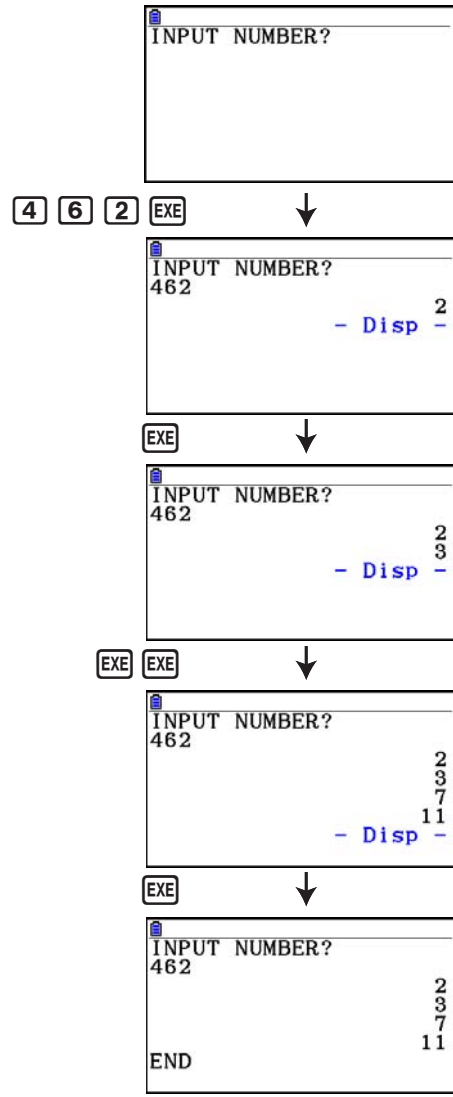 INPUT NUMBER?
4 6 2 EXE
INPUT NUMBER?
462
2
- Disp -
EXE
INPUT NUMBER?
462
2
3
- Disp -
EXE EXE
INPUT NUMBER?
462
2
3
7
11
- Disp -
EXE
INPUT NUMBER?
462
2
3
7
11
END